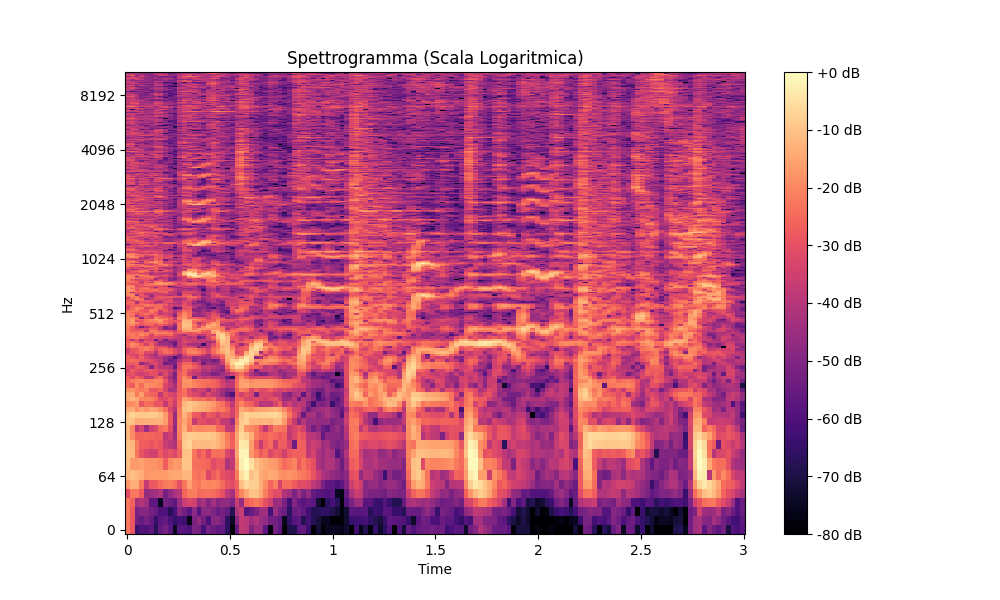 Spettrogramma (Scala Logaritmica)
Hz
8192
4096
2048
1024
512
256
128
64
0
0
0.5
1
1.5
2
2.5
3
Time
+0 dB
-10 dB
-20 dB
-30 dB
-40 dB
-50 dB
-60 dB
-70 dB
-80 dB